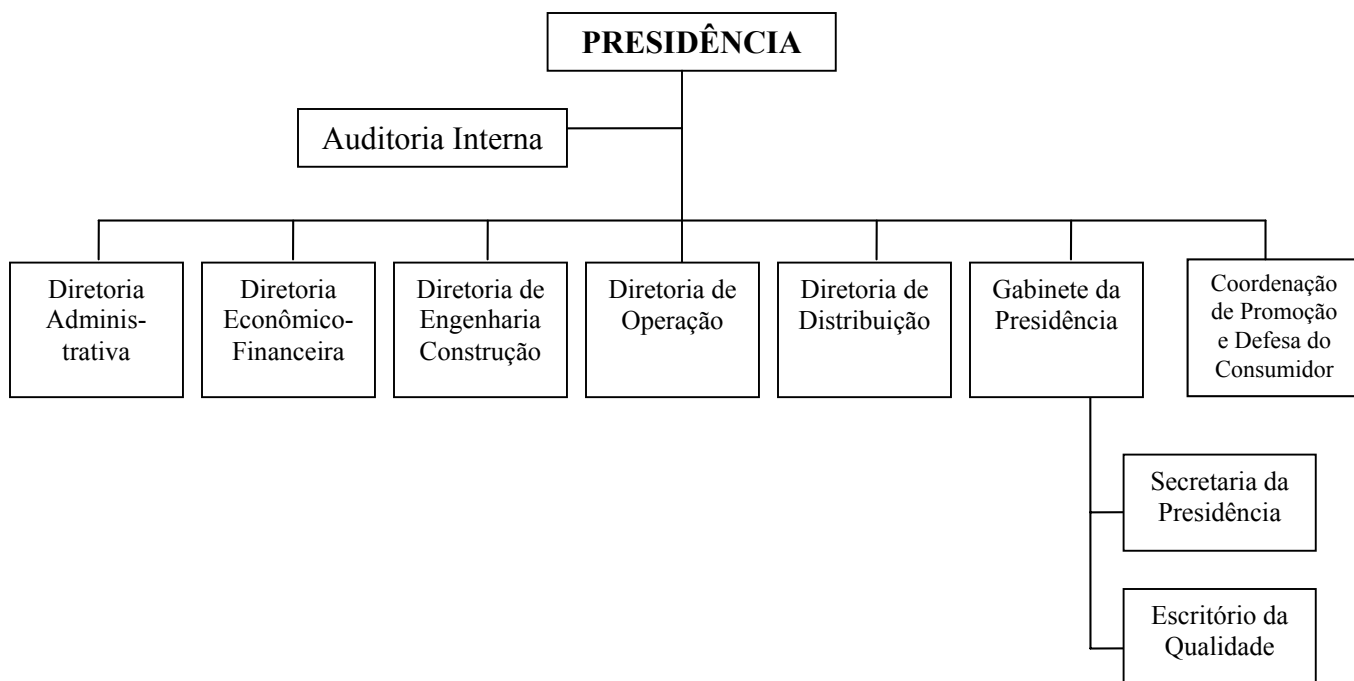 PRESIDÊNCIA
Auditoria Interna
Diretoria
Adminis-
trativa
Diretoria
Econômico-
Financeira
Diretoria de
Engenharia
Construção
Diretoria de
Operação
Diretoria de
Distribuição
Gabinete da
Presidência
Coordenação
de Promoção
e Defesa do
Consumidor
Secretaria da
Presidência
Escritório da
Qualidade